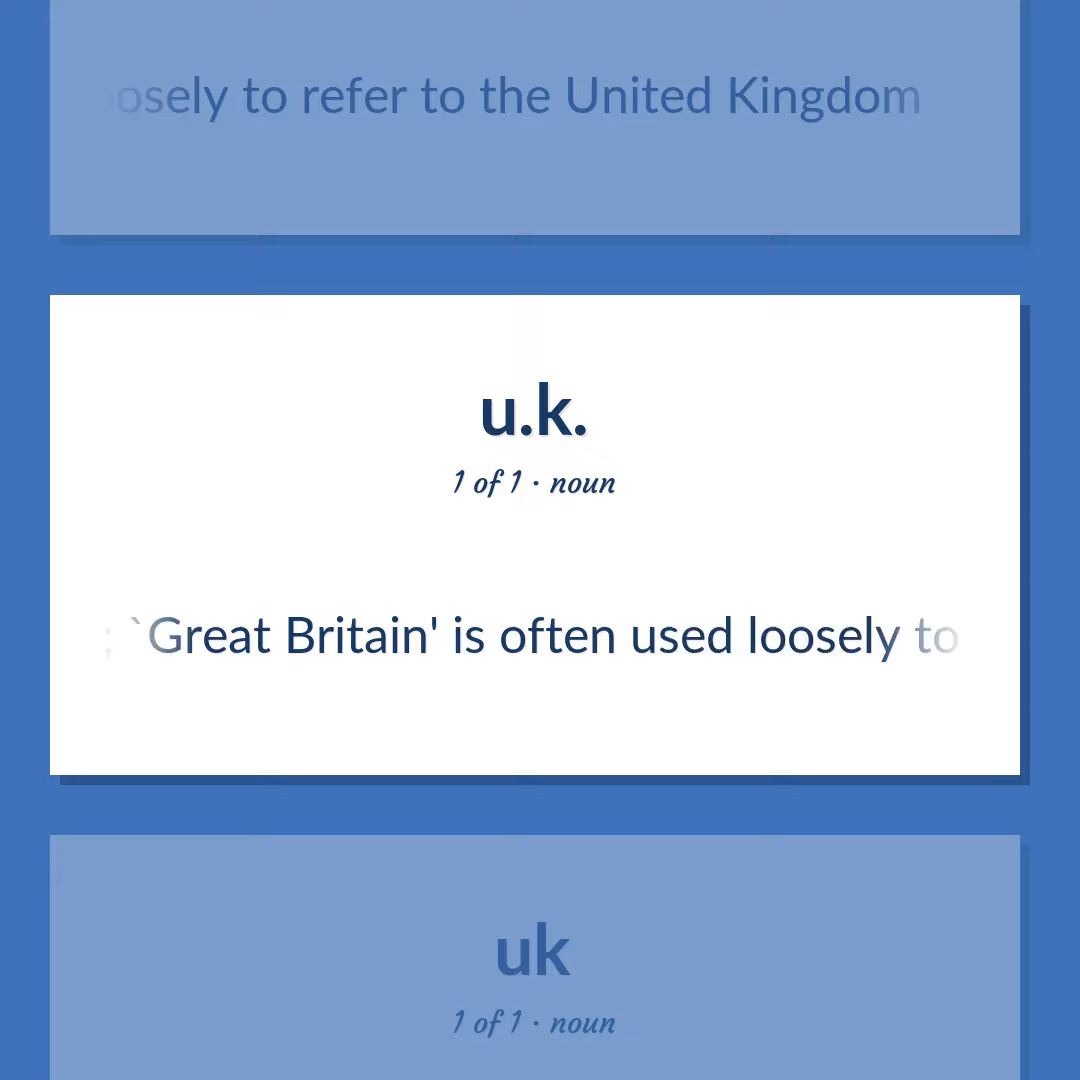 oosely to refer to the United Kingdom
u.k.
1 of 1 · noun
; `Great Britain' is often used loosely to
uk
1 of 1 · noun